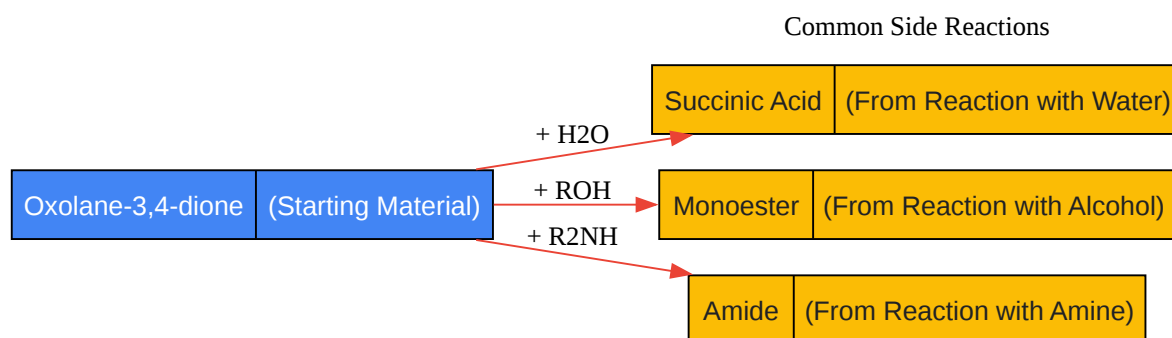 Common Side Reactions
Succinic Acid (From Reaction with Water)
+ H2O
Oxolane-3,4-dione (Starting Material)
+ ROH
Monoester (From Reaction with Alcohol)
+ R2NH
Amide (From Reaction with Amine)